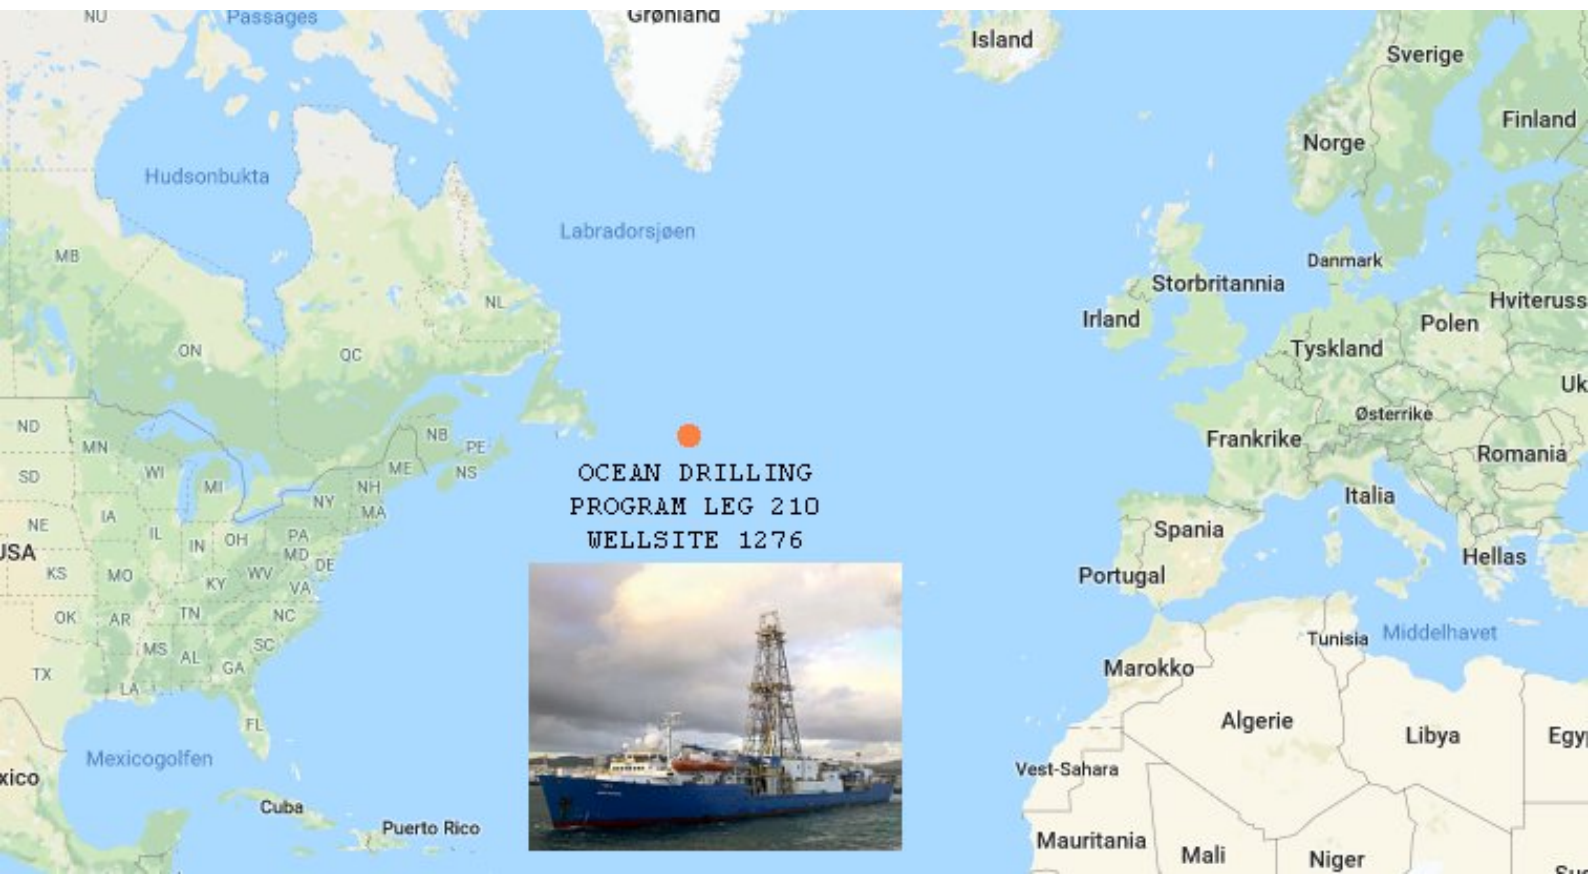 NU
Passages
Grønland
Island
Sverige
Finland
Norge
Hudsonbukta
Labradorsjøen
MB
Danmark
Storbritannia
Hviteruss
NL
Irland
Polen
ON
QC
Tyskland
Uk
Østerrike
ND
MN
NB
PE
Frankrike
Romania
SD
WI
MI
ME
NS
NH
NY
MA
Italia
OCEAN DRILLING
PROGRAM LEG 210
WELLSITE 1276
NE
IA
IL
IN
OH
PA
MD
DE
Spania
USA
Hellas
KS
MO
KY
WV
VA
Portugal
OK
AR
TN
NC
MS
AL
GA
SC
Tunisia
Middelhavet
TX
LA
Marokko
FL
Algerie
Libya
Egyp
Mexicogolfen
xico
Vest-Sahara
Cuba
Puerto Rico
Mauritania
Mali
Niger